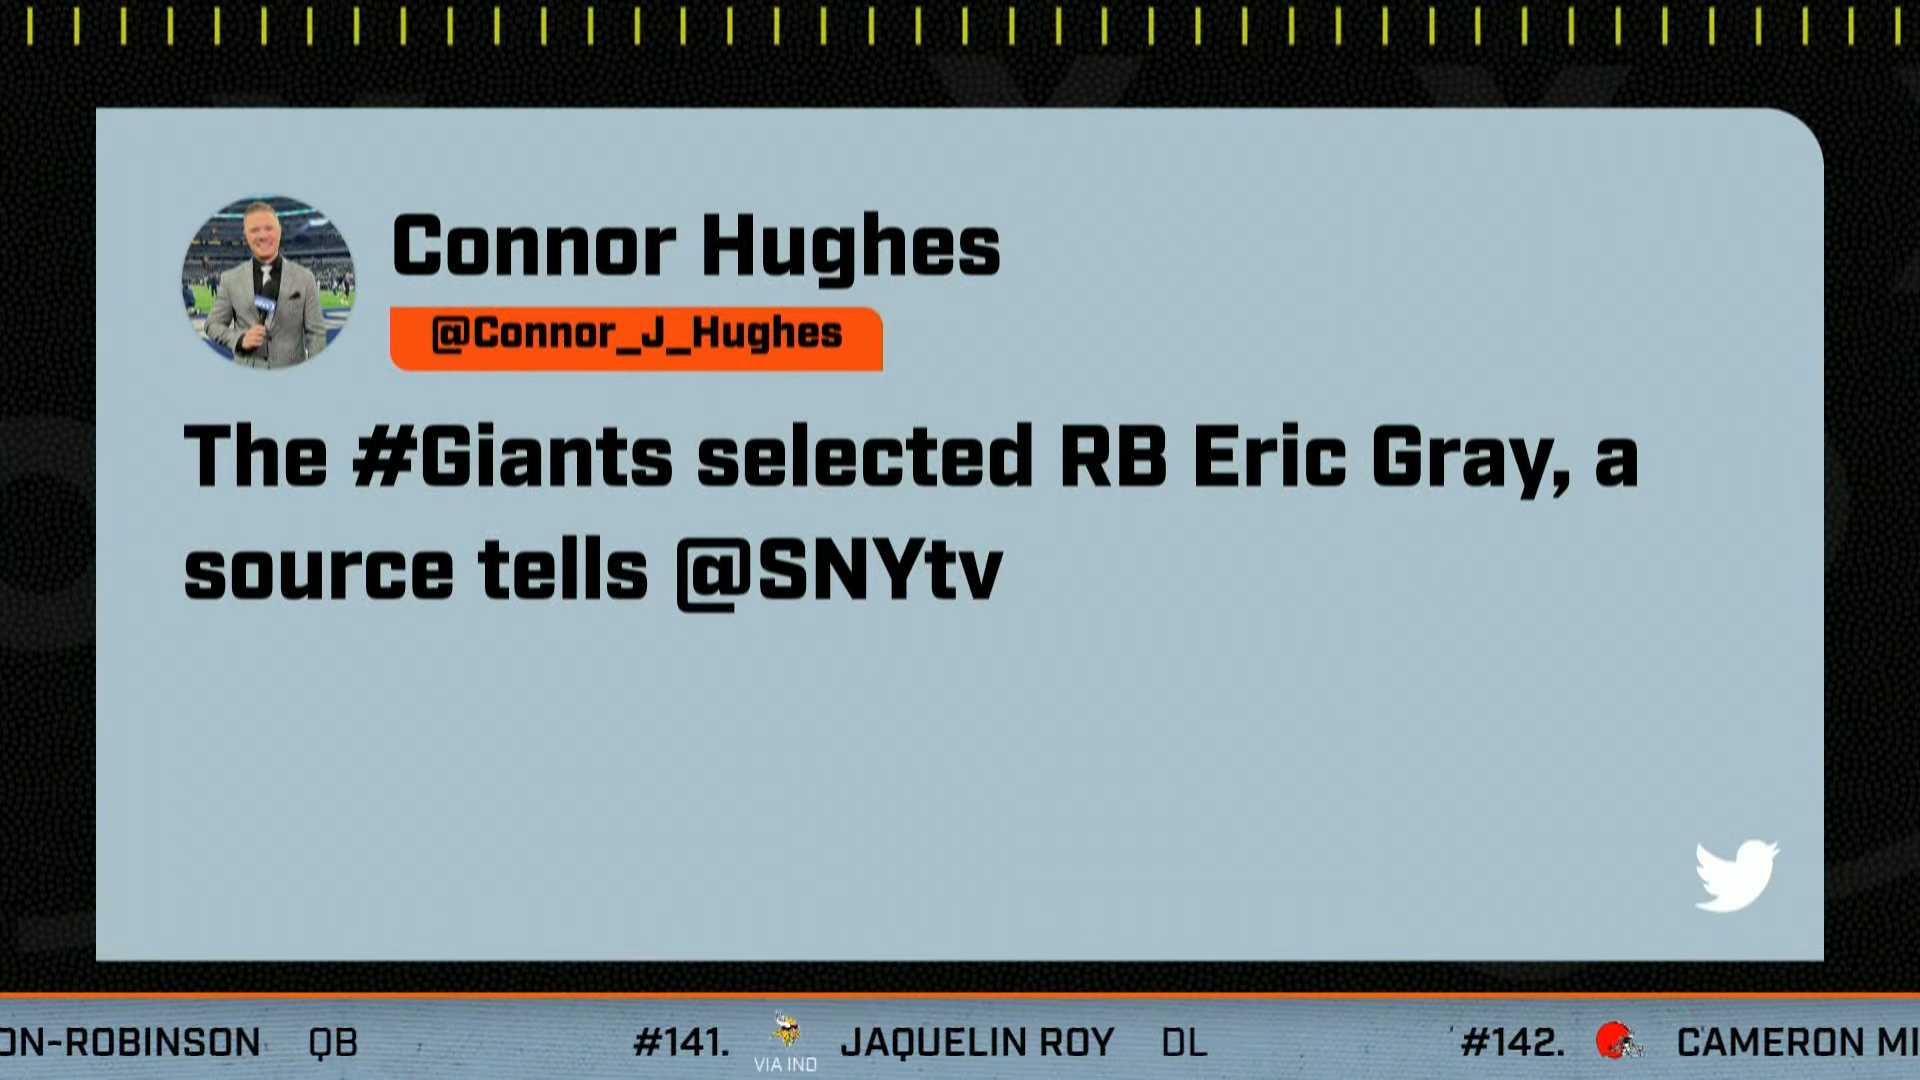 Connor Hughes
@Connor_J_Hughes
The #Giants selected RB Eric Gray, a
source tells @SNYtv
ON-ROBINSON QB #141. VIA IND JAQUELIN ROY DL #142. CAMERON MI